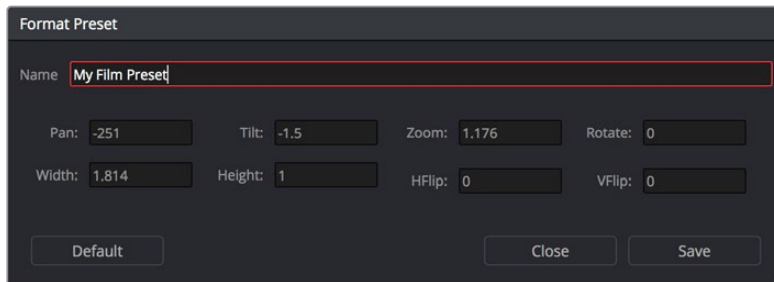 Format Preset
Name My Film Preset
Pan: -251 Tilt: -1.5 Zoom: 1.176 Rotate: 0
Width: 1.814 Height: 1 HFlip: 0 VFlip: 0
Default Close Save